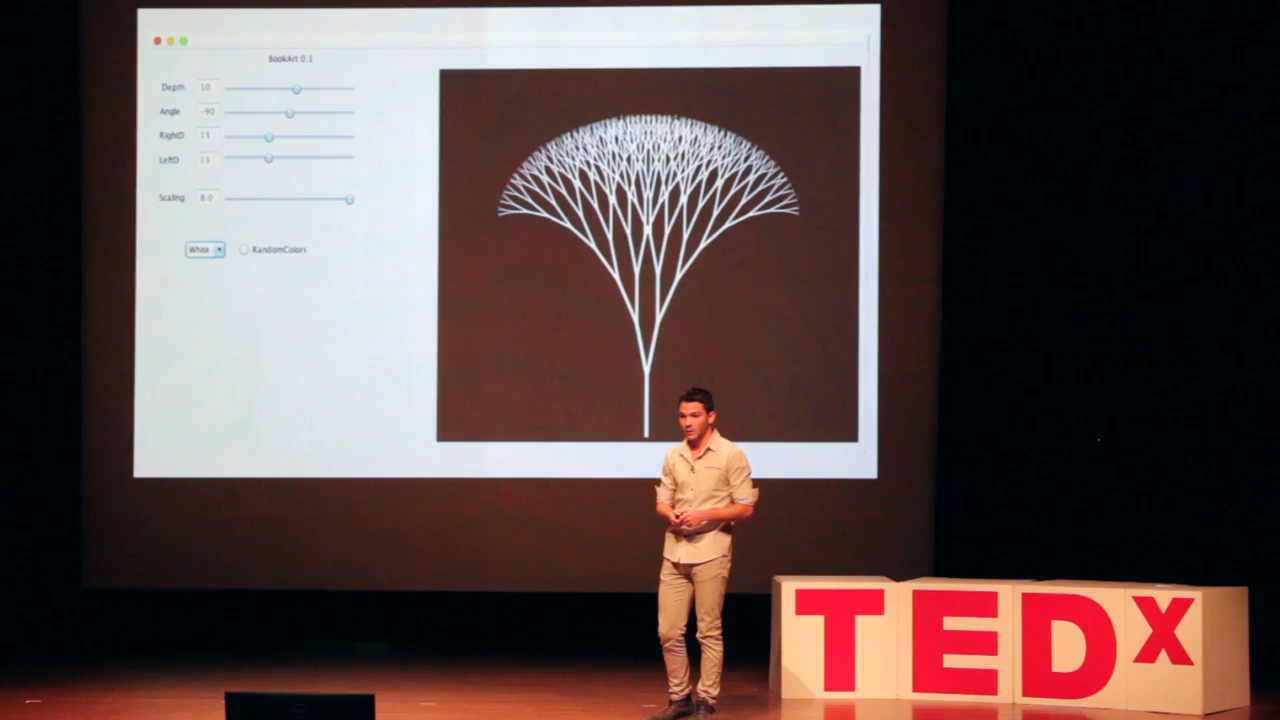 BookArt 0.1
Depth 10
Angle -90
RightD 11
LeftD 11
Scaling 8.0
White RandomColors
TEDx